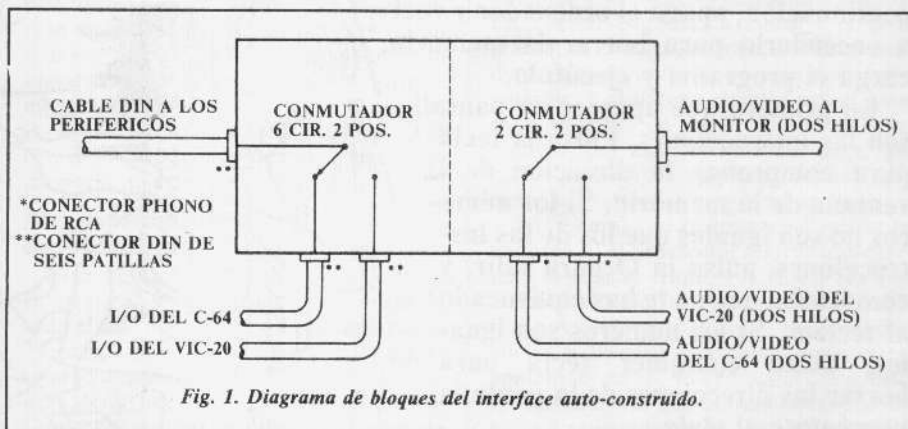 CABLE DIN A LOS
PERIFERICOS
CONMUTADOR
6 CIR. 2 POS.
CONMUTADOR
2 CIR. 2 POS.
AUDIO/VIDEO AL
MONITOR (DOS HILOS)
**
*
*CONECTOR PHONO
DE RCA
**CONECTOR DIN DE
SEIS PATILLAS
**
**
*
*
I/O DEL C-64
I/O DEL VIC-20
AUDIO/VIDEO DEL
VIC-20 (DOS HILOS)
AUDIO/VIDEO
DEL C-64 (DOS HILOS)
Fig. 1. Diagrama de bloques del interface auto-construido.